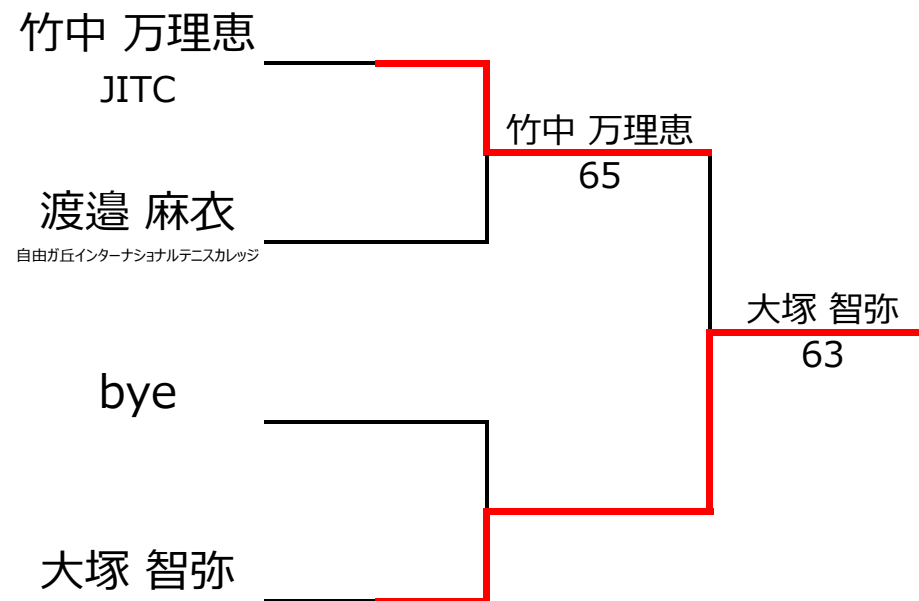 竹中 万理恵
JITC
竹中 万理恵
65
渡邉 麻衣
自由ガ丘インターナショナルテニスカレッジ
大塚 智弥
63
bye
大塚 智弥